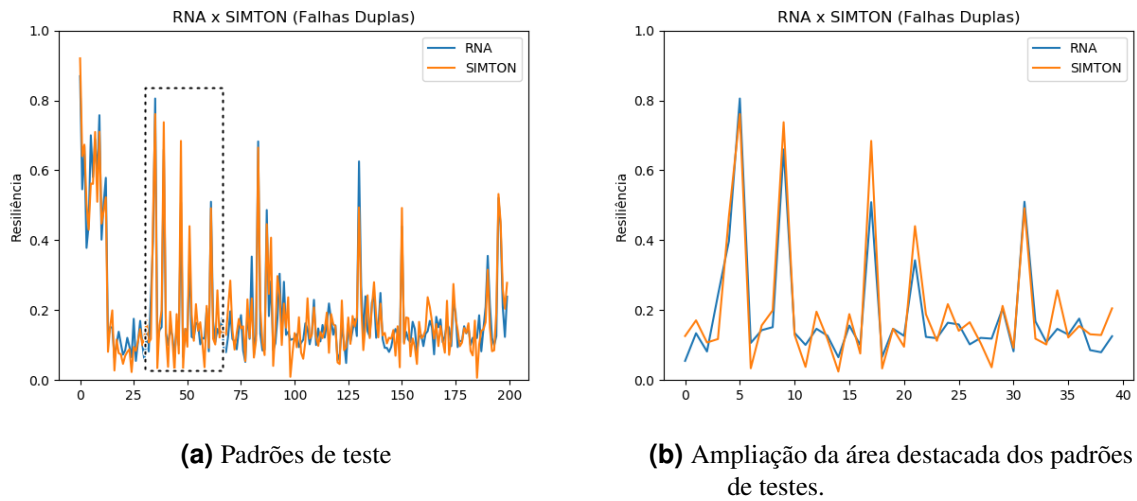 RNA x SIMTON (Falhas Duplas)
1.0
0.8
0.6
0.4
0.2
0.0
Resiliência
RNA
SIMTON
0 25 50 75 100 125 150 175 200
(a) Padrões de teste
RNA x SIMTON (Falhas Duplas)
1.0
0.8
0.6
0.4
0.2
0.0
Resiliência
RNA
SIMTON
0 5 10 15 20 25 30 35 40
(b) Ampliação da área destacada dos padrões
de testes.